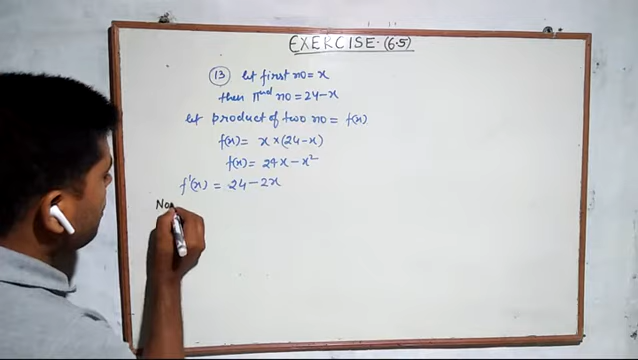 EXERCISE-(6.5)
(13) let first no = x
then IInd no = 24-x
let product of two no = f(x)
f(x) = x × (24-x)
f(x) = 24x - x²
f'(x) = 24 - 2x
No